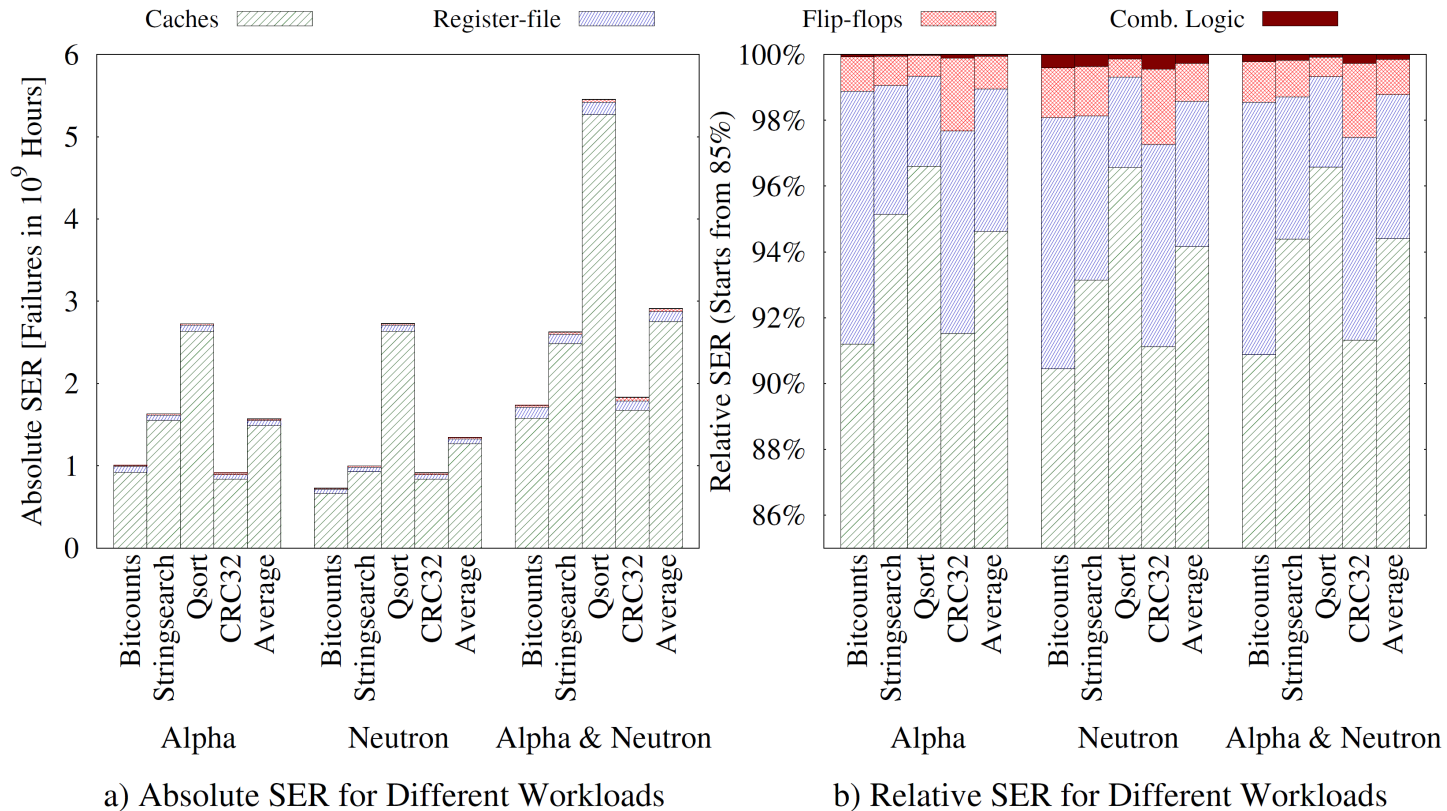 Caches Register-file Flip-flops Comb. Logic
Absolute SER [Failures in 10⁹ Hours]
6
5
4
3
2
1
0
Bitcounts
Stringsearch
Qsort
CRC32
Average
Bitcounts
Stringsearch
Qsort
CRC32
Average
Bitcounts
Stringsearch
Qsort
CRC32
Average
Alpha Neutron Alpha & Neutron
a) Absolute SER for Different Workloads
Relative SER (Starts from 85%)
100%
98%
96%
94%
92%
90%
88%
86%
Bitcounts
Stringsearch
Qsort
CRC32
Average
Bitcounts
Stringsearch
Qsort
CRC32
Average
Bitcounts
Stringsearch
Qsort
CRC32
Average
Alpha Neutron Alpha & Neutron
b) Relative SER for Different Workloads